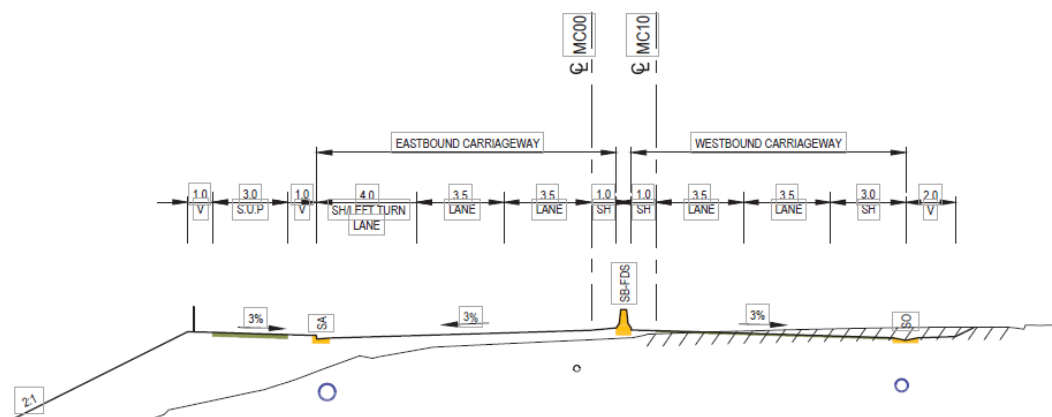 ℄ MC00
℄ MC10
EASTBOUND CARRIAGEWAY
WESTBOUND CARRIAGEWAY
1.0
V
3.0
S.U.P
1.0
V
4.0
SH/LEFT TURN
LANE
3.5
LANE
3.5
LANE
1.0
SH
1.0
SH
3.5
LANE
3.5
LANE
3.0
SH
2.0
V
SB-FDS
3%
SA
3%
3%
SO
2:1